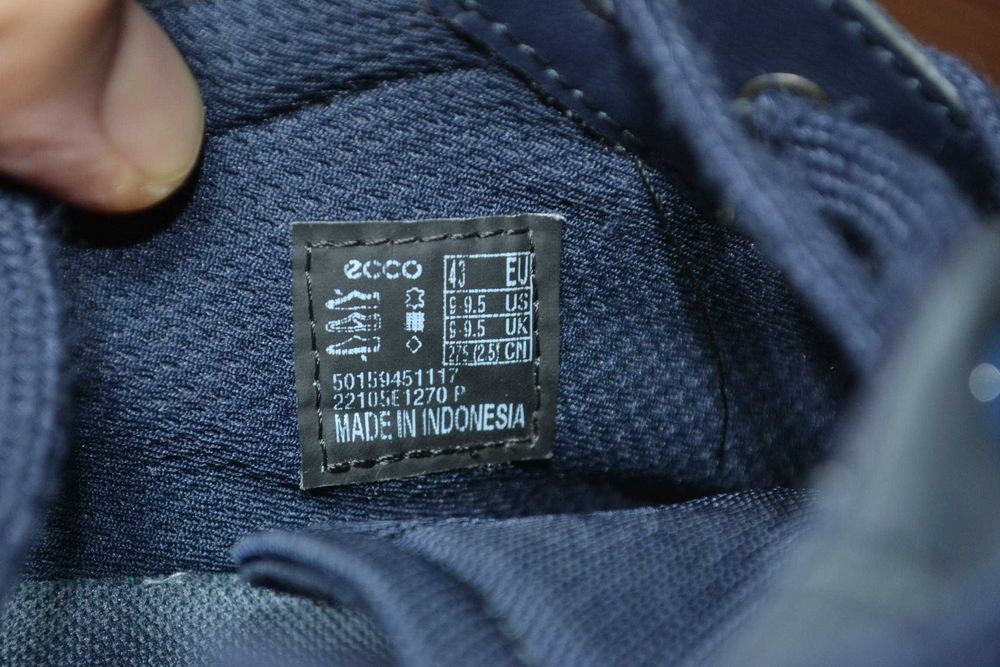 ecco
43 EU
9-9.5 US
9-9.5 UK
275 (2.5) CN
50159451117
22105E1270 P
MADE IN INDONESIA